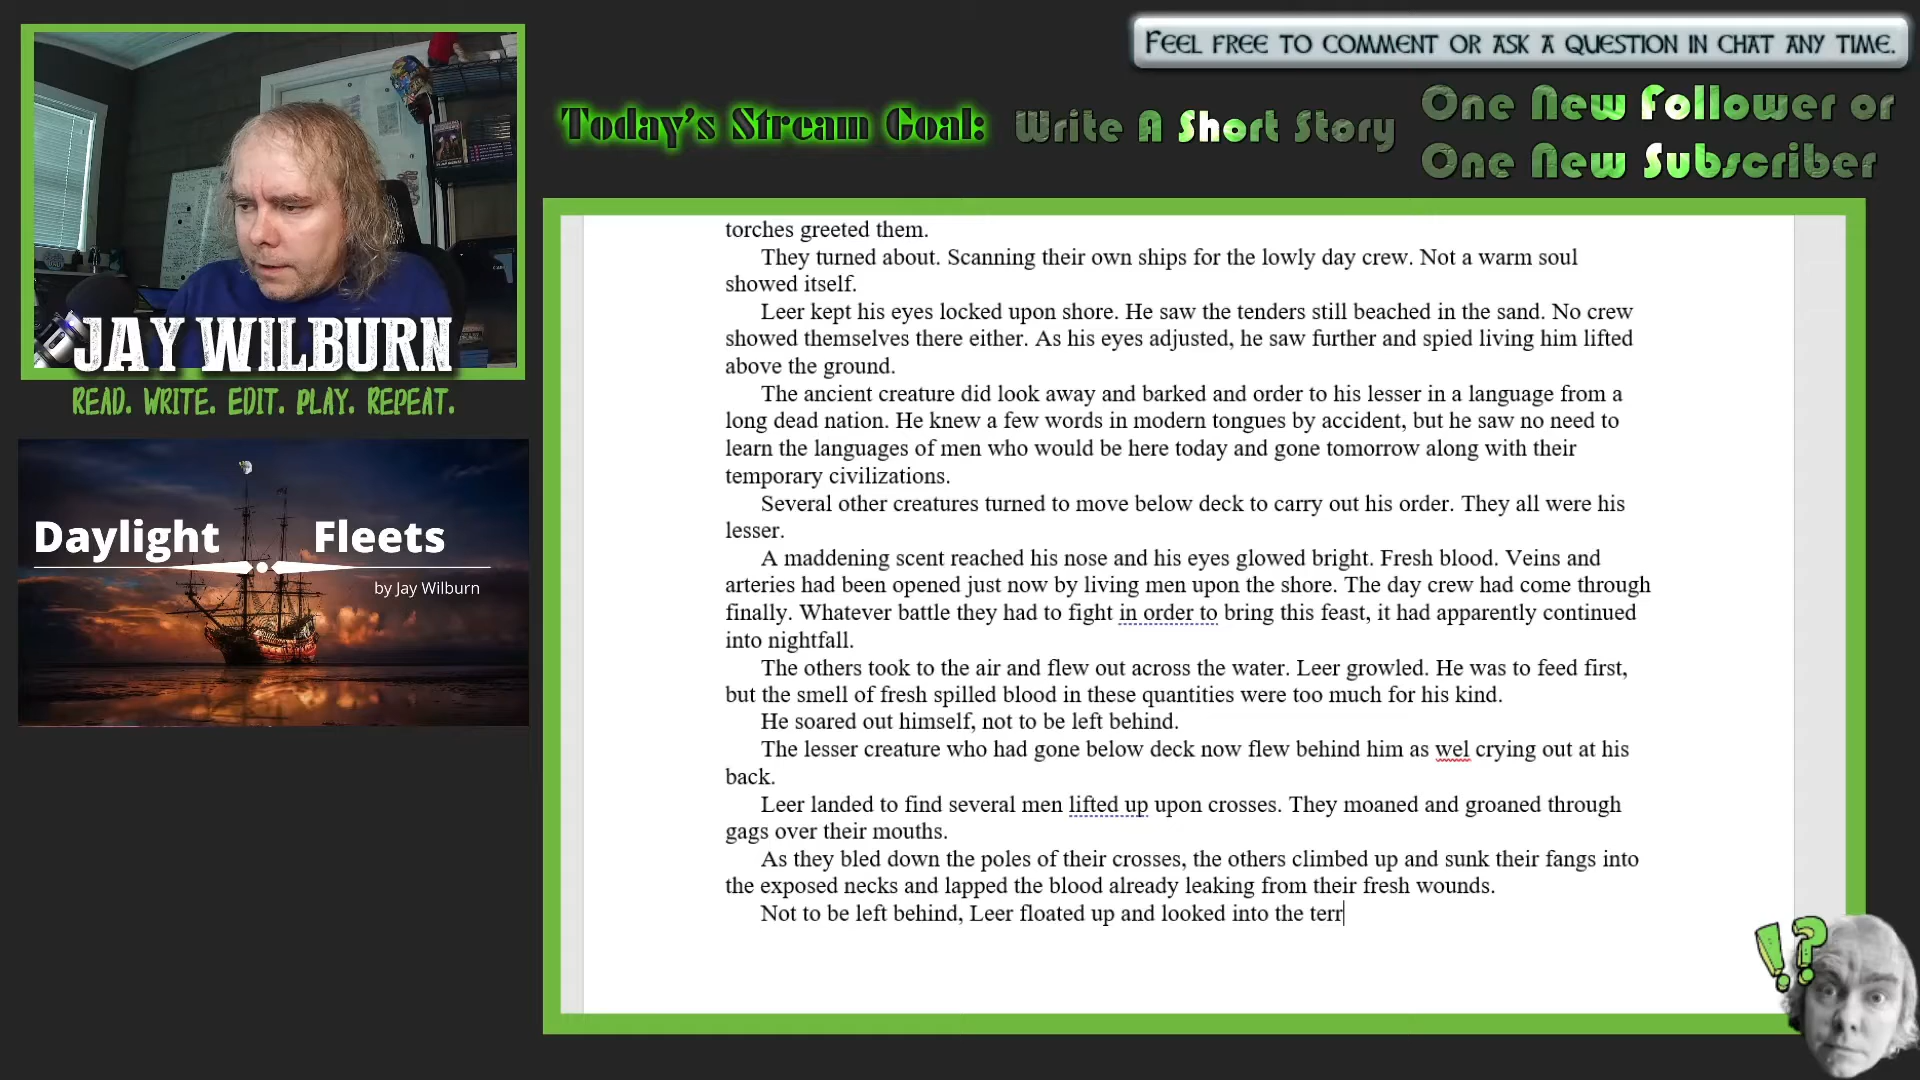 Feel free to comment or ask a question in chat any time.
Today's Stream Goal:
Write A Short Story
One New Follower or
One New Subscriber
JAY WILBURN
READ. WRITE. EDIT. PLAY. REPEAT.
Daylight Fleets
by Jay Wilburn
torches greeted them.
They turned about. Scanning their own ships for the lowly day crew. Not a warm soul
showed itself.
Leer kept his eyes locked upon shore. He saw the tenders still beached in the sand. No crew
showed themselves there either. As his eyes adjusted, he saw further and spied living him lifted
above the ground.
The ancient creature did look away and barked and order to his lesser in a language from a
long dead nation. He knew a few words in modern tongues by accident, but he saw no need to
learn the languages of men who would be here today and gone tomorrow along with their
temporary civilizations.
Several other creatures turned to move below deck to carry out his order. They all were his
lesser.
A maddening scent reached his nose and his eyes glowed bright. Fresh blood. Veins and
arteries had been opened just now by living men upon the shore. The day crew had come through
finally. Whatever battle they had to fight in order to bring this feast, it had apparently continued
into nightfall.
The others took to the air and flew out across the water. Leer growled. He was to feed first,
but the smell of fresh spilled blood in these quantities were too much for his kind.
He soared out himself, not to be left behind.
The lesser creature who had gone below deck now flew behind him as wel crying out at his
back.
Leer landed to find several men lifted up upon crosses. They moaned and groaned through
gags over their mouths.
As they bled down the poles of their crosses, the others climbed up and sunk their fangs into
the exposed necks and lapped the blood already leaking from their fresh wounds.
Not to be left behind, Leer floated up and looked into the terr
!?